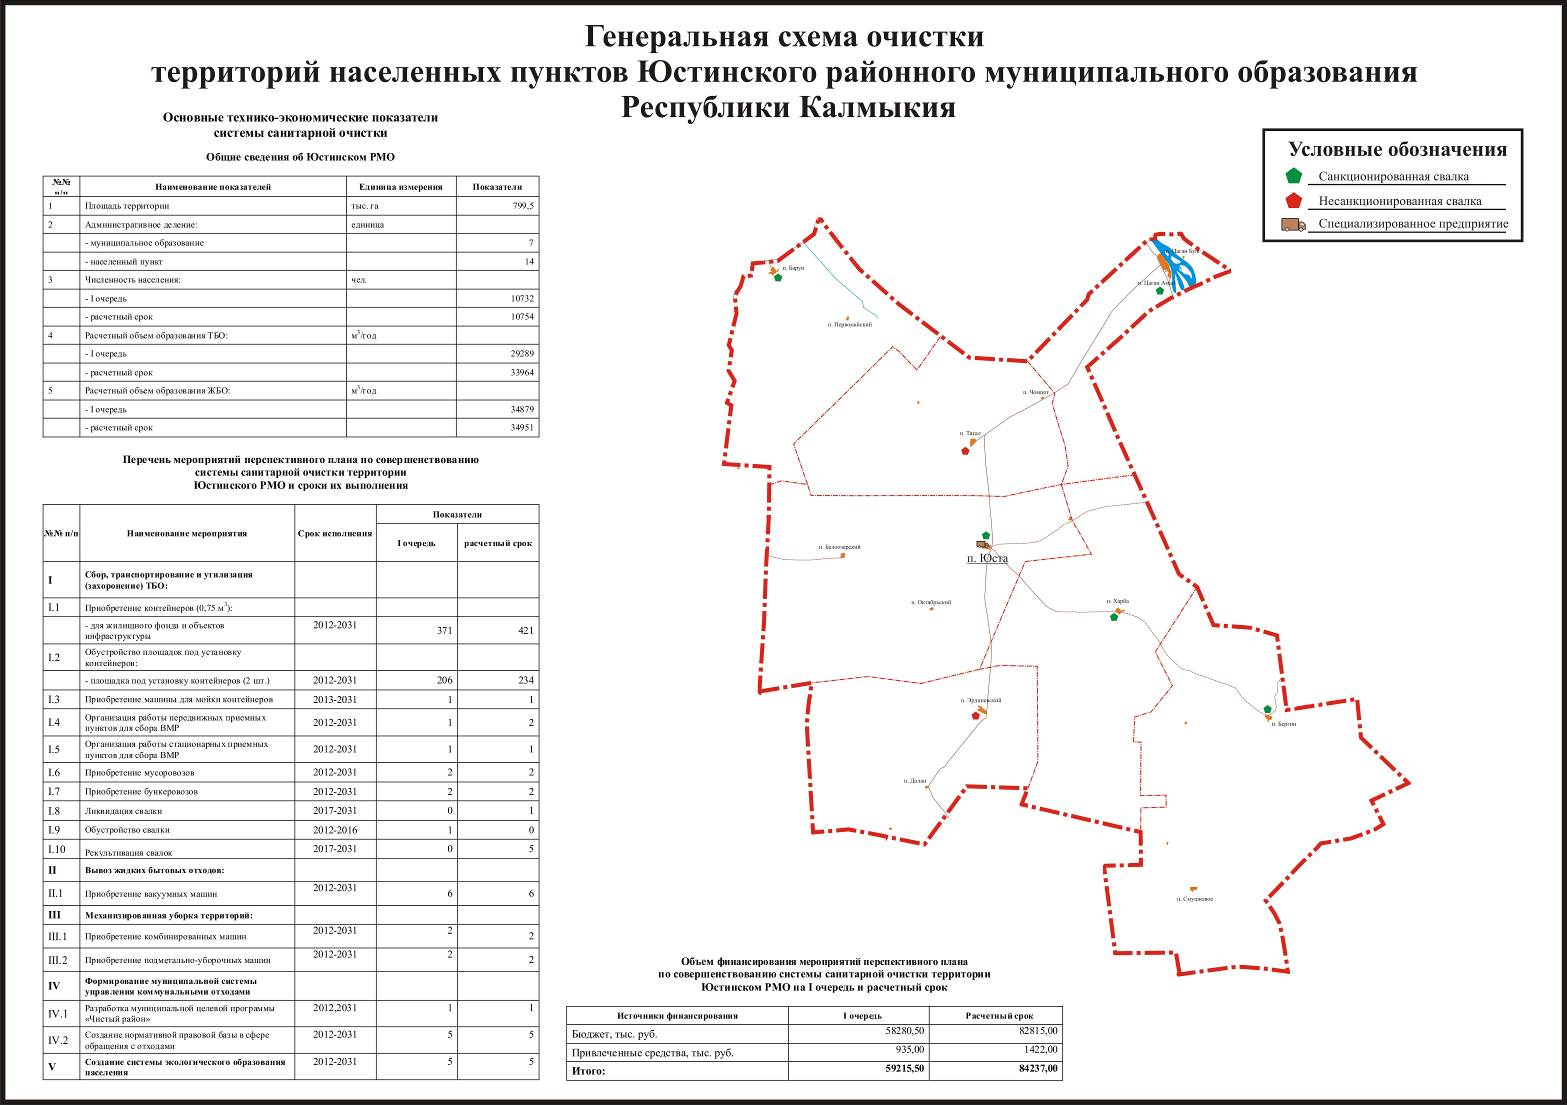 Генеральная схема очистки
территорий населенных пунктов Юстинского районного муниципального образования
Республики Калмыкия
Основные технико-экономические показатели
системы санитарной очистки
Общие сведения об Юстинском РМО
№№ п/п Наименование показателей Единица измерения Показатели
1 Площадь территории тыс. га 799,5
2 Административное деление: единица
- муниципальное образование 7
- населенный пункт 14
3 Численность населения: чел.
- I очередь 10732
- расчетный срок 10754
4 Расчетный объем образования ТБО: м³/год
- I очередь 29289
- расчетный срок 33964
5 Расчетный объем образования ЖБО: м³/год
- I очередь 34879
- расчетный срок 34951
Перечень мероприятий перспективного плана по совершенствованию
системы санитарной очистки территории
Юстинского РМО и сроки их выполнения
№№ п/п Наименование мероприятия Срок исполнения Показатели
I очередь расчетный срок
I Сбор, транспортирование и утилизация
(захоронение) ТБО:
I.1 Приобретение контейнеров (0,75 м³):
- для жилищного фонда и объектов
инфраструктуры 2012-2031 371 421
I.2 Обустройство площадок под установку
контейнеров:
- площадка под установку контейнеров (2 шт.) 2012-2031 206 234
I.3 Приобретение машины для мойки контейнеров 2013-2031 1 1
I.4 Организация работы передвижных приемных
пунктов для сбора ВМР 2012-2031 1 2
I.5 Организация работы стационарных приемных
пунктов для сбора ВМР 2012-2031 1 1
I.6 Приобретение мусоровозов 2012-2031 2 2
I.7 Приобретение бункеровозов 2012-2031 2 2
I.8 Ликвидация свалки 2017-2031 0 1
I.9 Обустройство свалки 2012-2016 1 0
I.10 Рекультивация свалок 2017-2031 0 5
II Вывоз жидких бытовых отходов:
II.1 Приобретение вакуумных машин 2012-2031 6 6
III Механизированная уборка территорий:
III.1 Приобретение комбинированных машин 2012-2031 2 2
III.2 Приобретение подметально-уборочных машин 2012-2031 2 2
IV Формирование муниципальной системы
управления коммунальными отходами
IV.1 Разработка муниципальной целевой программы
«Чистый район» 2012,2031 1 1
IV.2 Создание нормативной правовой базы в сфере
обращения с отходами 2012-2031 5 5
V Создание системы экологического образования
населения 2012-2031 5 5
Условные обозначения
Санкционированная свалка
Несанкционированная свалка
Специализированное предприятие
п. Барун
п. Цаган Аман
п. Первомайский
п. Чомпот
п. Татал
п. Белоозерский
п. Юста
п. Октябрьский
п. Харба
п. Эрдниевский
п. Бергин
п. Долан
п. Смушковое
Объем финансирования мероприятий перспективного плана
по совершенствованию системы санитарной очистки территории
Юстинском РМО на I очередь и расчетный срок
Источники финансирования I очередь Расчетный срок
Бюджет, тыс. руб. 58280,50 82815,00
Привлеченные средства, тыс. руб. 935,00 1422,00
Итого: 59215,50 84237,00